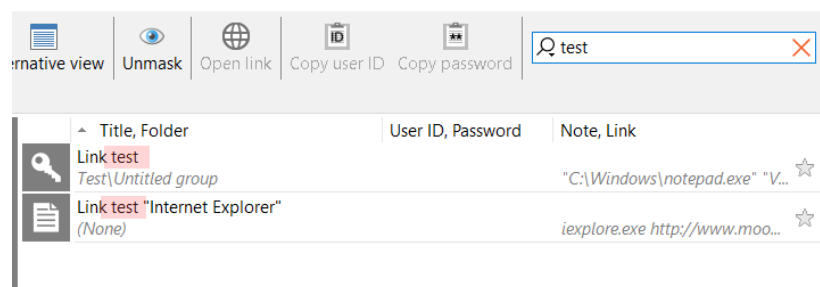 ernative view
Unmask
Open link
ID
Copy user ID
**
Copy password
test
Title, Folder
User ID, Password
Note, Link
Link test
Test\Untitled group
"C:\Windows\notepad.exe" "V...
Link test "Internet Explorer"
(None)
iexplore.exe http://www.moo...